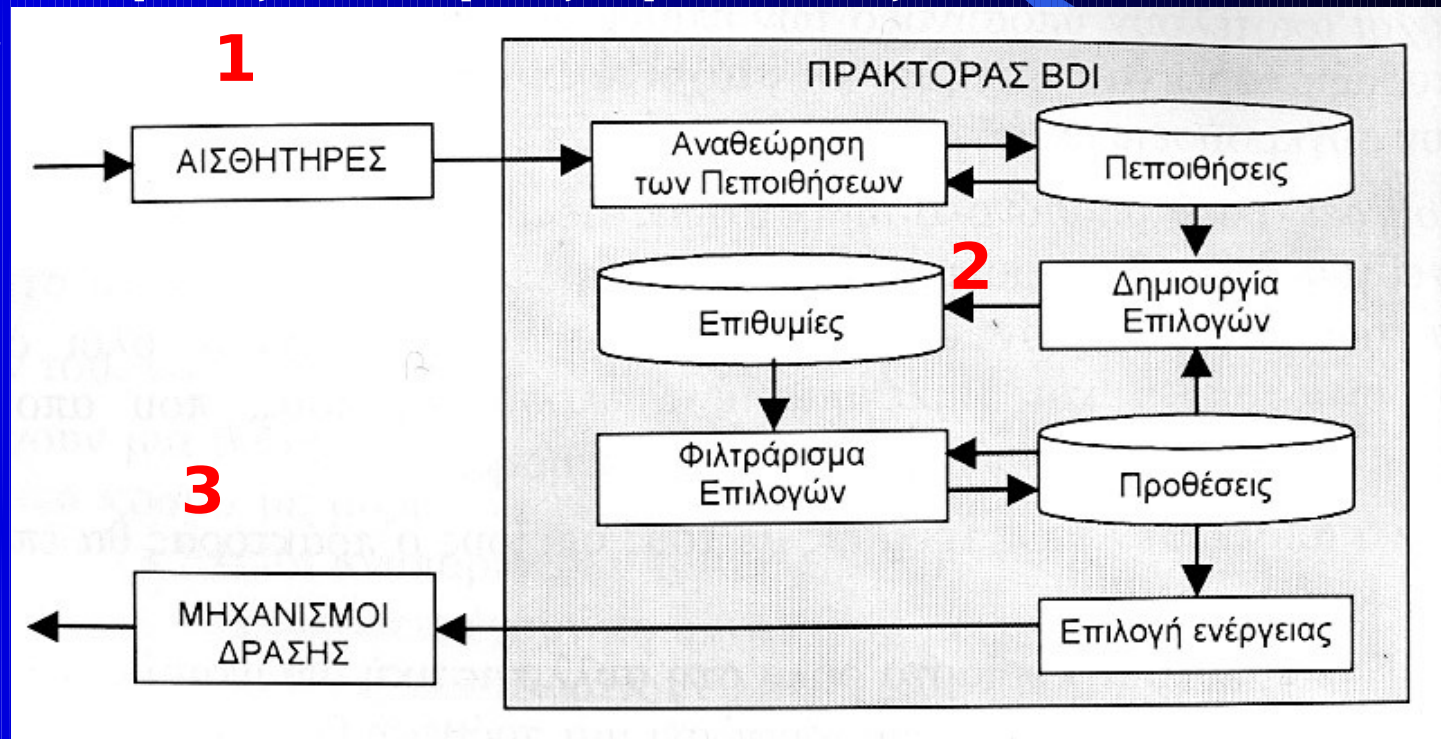 1
ΠΡΑΚΤΟΡΑΣ BDI
ΑΙΣΘΗΤΗΡΕΣ
Αναθεώρηση
των Πεποιθήσεων
Πεποιθήσεις
2
Επιθυμίες
Δημιουργία
Επιλογών
3
Φιλτράρισμα
Επιλογών
Προθέσεις
ΜΗΧΑΝΙΣΜΟΙ
ΔΡΑΣΗΣ
Επιλογή ενέργειας